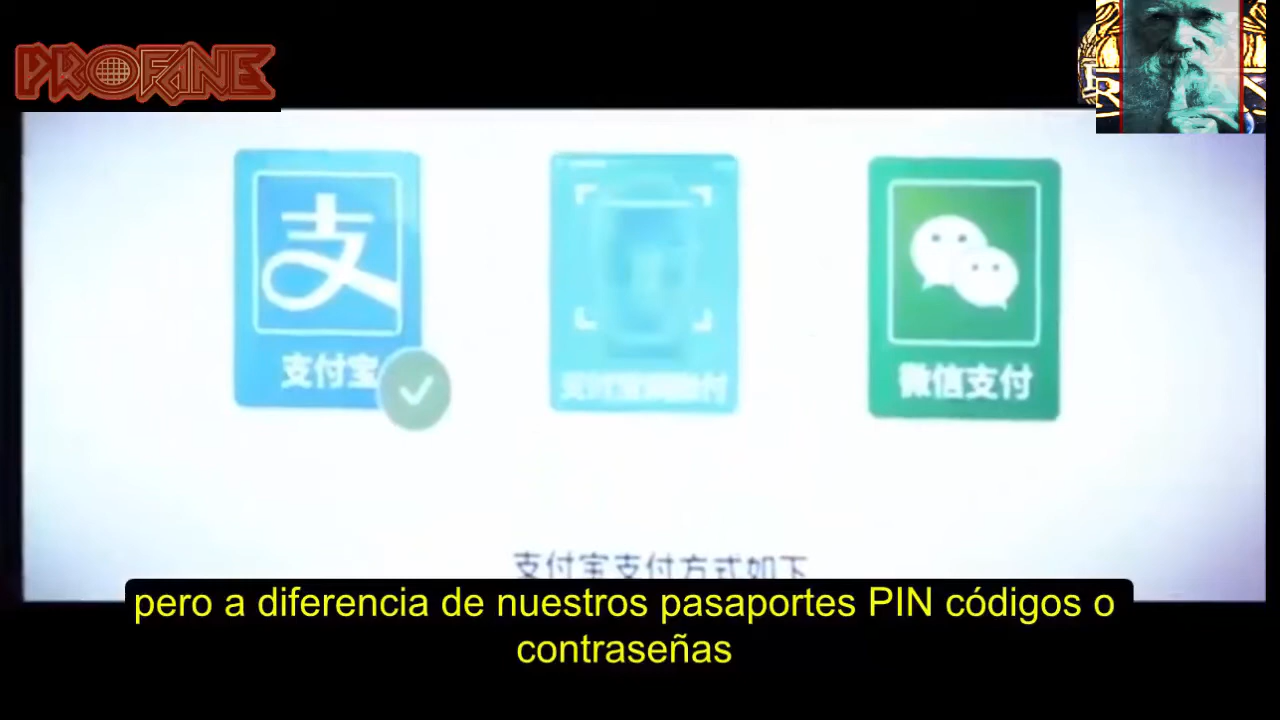 PROFANE
支付宝
微信支付
支付宝支付方式如下
pero a diferencia de nuestros pasaportes PIN códigos o
contraseñas